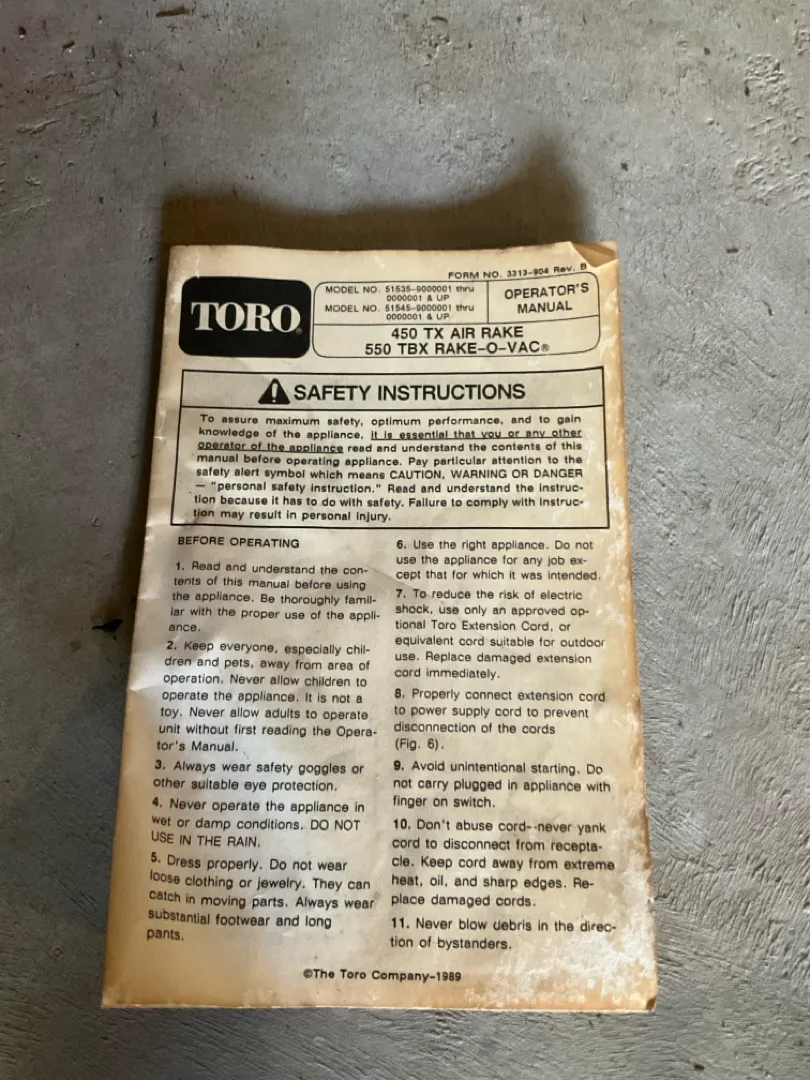 FORM NO. 3313-904 Rev. B
TORO®
MODEL NO. 51535-9000001 thru
0000001 & UP
MODEL NO. 51545-9000001 thru
0000001 & UP
OPERATOR'S
MANUAL
450 TX AIR RAKE
550 TBX RAKE-O-VAC®
SAFETY INSTRUCTIONS
To assure maximum safety, optimum performance, and to gain
knowledge of the appliance, it is essential that you or any other
operator of the appliance read and understand the contents of this
manual before operating appliance. Pay particular attention to the
safety alert symbol which means CAUTION, WARNING OR DANGER
— "personal safety instruction." Read and understand the instruc-
tion because it has to do with safety. Failure to comply with instruc-
tion may result in personal injury.
BEFORE OPERATING
1. Read and understand the con-
tents of this manual before using
the appliance. Be thoroughly famil-
iar with the proper use of the appli-
ance.
2. Keep everyone, especially chil-
dren and pets, away from area of
operation. Never allow children to
operate the appliance. It is not a
toy. Never allow adults to operate
unit without first reading the Opera-
tor's Manual.
3. Always wear safety goggles or
other suitable eye protection.
4. Never operate the appliance in
wet or damp conditions. DO NOT
USE IN THE RAIN.
5. Dress properly. Do not wear
loose clothing or jewelry. They can
catch in moving parts. Always wear
substantial footwear and long
pants.
6. Use the right appliance. Do not
use the appliance for any job ex-
cept that for which it was intended.
7. To reduce the risk of electric
shock, use only an approved op-
tional Toro Extension Cord, or
equivalent cord suitable for outdoor
use. Replace damaged extension
cord immediately.
8. Properly connect extension cord
to power supply cord to prevent
disconnection of the cords
(Fig. 6).
9. Avoid unintentional starting. Do
not carry plugged in appliance with
finger on switch.
10. Don't abuse cord--never yank
cord to disconnect from recepta-
cle. Keep cord away from extreme
heat, oil, and sharp edges. Re-
place damaged cords.
11. Never blow debris in the direc-
tion of bystanders.
©The Toro Company-1989